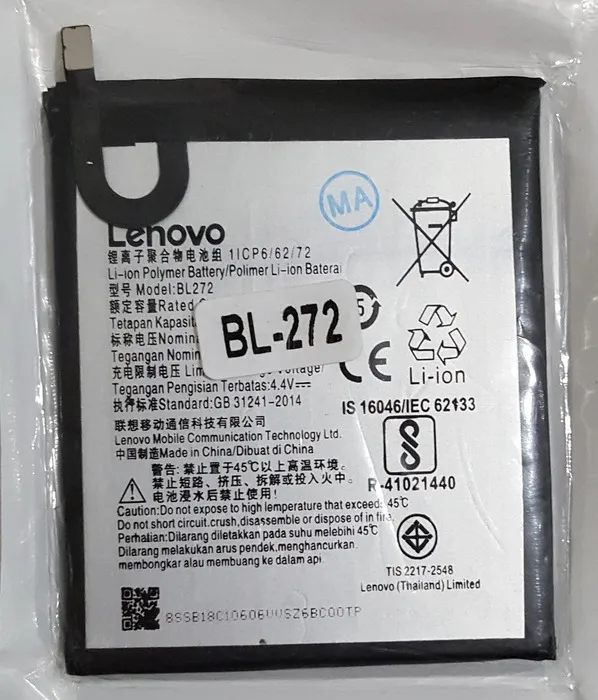 MA
Lenovo
锂离子聚合物电池组 1ICP6/62/72
Li-ion Polymer Battery/Polimer Li-ion Baterai
型号 Model:BL272
额定容量Rated
Tetapan Kapasit
标称电压Nomin
Tegangan Nomin
充电限制电压 Lim
Voltage/
Tegangan Pengisian Terbatas:4.4V⎓
执行标准Standard:GB 31241-2014
BL-272
5
CE
Li-ion
联想移动通信科技有限公司
Lenovo Mobile Communication Technology Ltd.
中国制造Made in China/Dibuat di China
IS 16046/IEC 62133
R-41021440
警告: 禁止置于45℃以上高温环境。
禁止短路、挤压、拆解或投入火中。
电池浸水后禁止使用!
Caution:Do not expose to high lemperature that exceed 45℃
Do not short circuit.crush,disassemble or dispose of in fire.
Perhatian:Dilarang diletakkan pada suhu melebihi 45℃
Dilarang melakukan arus pendek,menghancurkan.
membongkar atau membuang ke dalam api.
TIS 2217-2548
Lenovo (Thailand) Limited